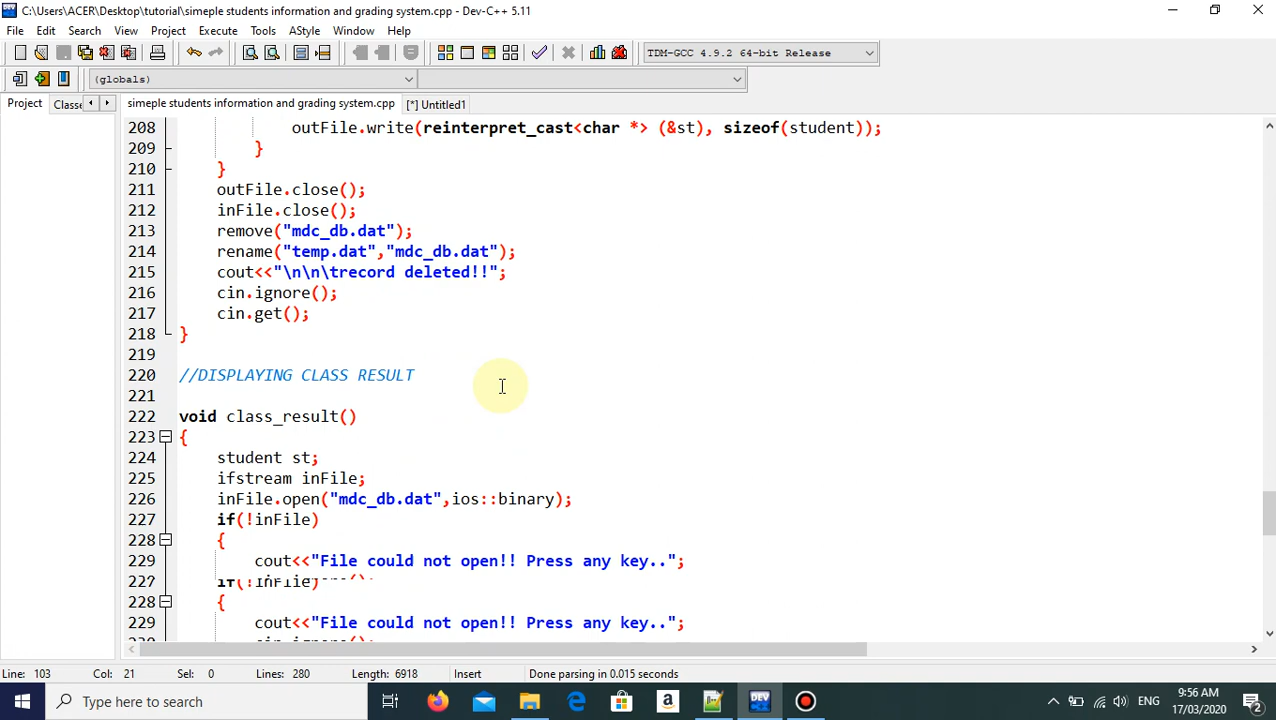 C:\Users\ACER\Desktop\tutorial\simeple students information and grading system.cpp - Dev-C++ 5.11
File Edit Search View Project Execute Tools AStyle Window Help
TDM-GCC 4.9.2 64-bit Release
(globals)
Project Classe simeple students information and grading system.cpp [*] Untitled1
208 outFile.write(reinterpret_cast<char *> (&st), sizeof(student));
209 }
210 }
211 outFile.close();
212 inFile.close();
213 remove("mdc_db.dat");
214 rename("temp.dat","mdc_db.dat");
215 cout<<"\n\n\trecord deleted!!";
216 cin.ignore();
217 cin.get();
218 }
219
220 //DISPLAYING CLASS RESULT
221
222 void class_result()
223 {
224 student st;
225 ifstream inFile;
226 inFile.open("mdc_db.dat",ios::binary);
227 if(!inFile)
228 {
229 cout<<"File could not open!! Press any key..";
227 if(!inFile)
228 {
229 cout<<"File could not open!! Press any key..";
Line: 103 Col: 21 Sel: 0 Lines: 280 Length: 6918 Insert Done parsing in 0.015 seconds
Type here to search
ENG
9:56 AM
17/03/2020
2